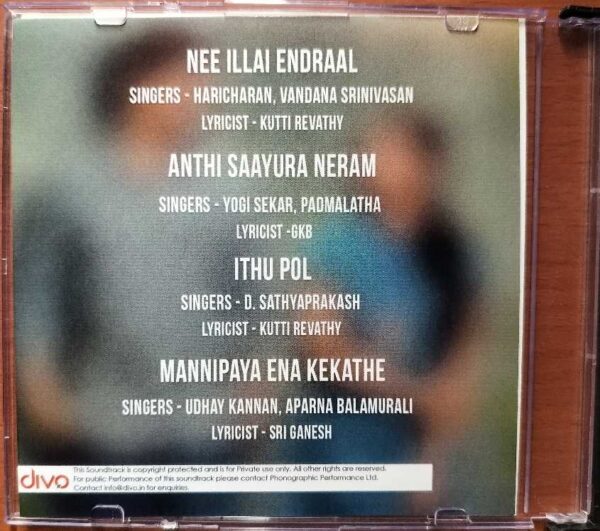 NEE ILLAI ENDRAAL
SINGERS - HARICHARAN, VANDANA SRINIVASAN
LYRICIST - KUTTI REVATHY
ANTHI SAAYURA NERAM
SINGERS - YOGI SEKAR, PADMALATHA
LYRICIST -GKB
ITHU POL
SINGERS - D. SATHYAPRAKASH
LYRICIST - KUTTI REVATHY
MANNIPAYA ENA KEKATHE
SINGERS - UDHAY KANNAN, APARNA BALAMURALI
LYRICIST - SRI GANESH
divo
This Soundtrack is copyright protected and is for Private use only. All other rights are reserved.
For public Performance of this soundtrack please contact Phonographic Performance Ltd.
Contact info@divo.in for enquiries.